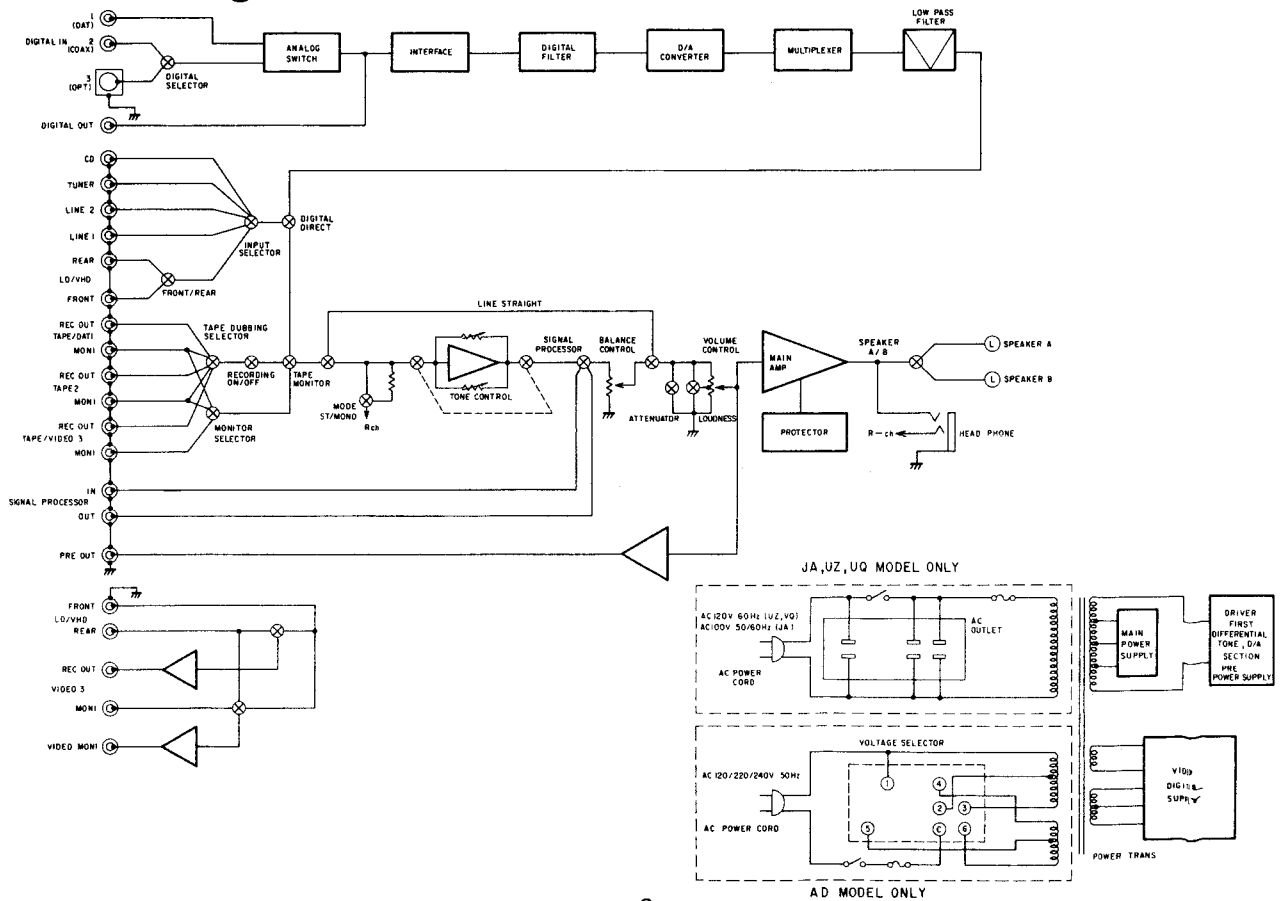 1
(DAT)
DIGITAL IN 2
(COAX)
3
(OPT)
DIGITAL
SELECTOR
ANALOG
SWITCH
INTERFACE
DIGITAL
FILTER
D/A
CONVERTER
MULTIPLEXER
LOW PASS
FILTER
DIGITAL OUT
CD
TUNER
LINE 2
LINE 1
REAR
LD/VHD
FRONT
INPUT
SELECTOR
DIGITAL
DIRECT
FRONT/REAR
REC OUT
TAPE/DAT1
MONI
REC OUT
TAPE2
MONI
REC OUT
TAPE/VIDEO 3
MONI
TAPE DUBBING
SELECTOR
RECORDING
ON/OFF
TAPE
MONITOR
MONITOR
SELECTOR
LINE STRAIGHT
MODE
ST/MONO
Rch
TONE CONTROL
SIGNAL
PROCESSOR
BALANCE
CONTROL
VOLUME
CONTROL
ATTENUATOR
LOUDNESS
MAIN
AMP
PROTECTOR
SPEAKER
A/B
L SPEAKER A
L SPEAKER B
R-ch
HEAD PHONE
IN
SIGNAL PROCESSOR
OUT
PRE OUT
FRONT
LD/VHD
REAR
REC OUT
VIDEO 3
MONI
VIDEO MONI
JA,UZ,UQ MODEL ONLY
AC120V 60Hz (UZ,VQ)
AC100V 50/60Hz (JA)
AC POWER
CORD
AC
OUTLET
MAIN
POWER
SUPPLY
DRIVER
FIRST
DIFFERENTIAL
TONE, D/A
SECTION
PRE
POWER SUPPLY
VOLTAGE SELECTOR
AC120/220/240V 50Hz
AC POWER CORD
1
4
2
3
5
C
6
POWER TRANS
AD MODEL ONLY